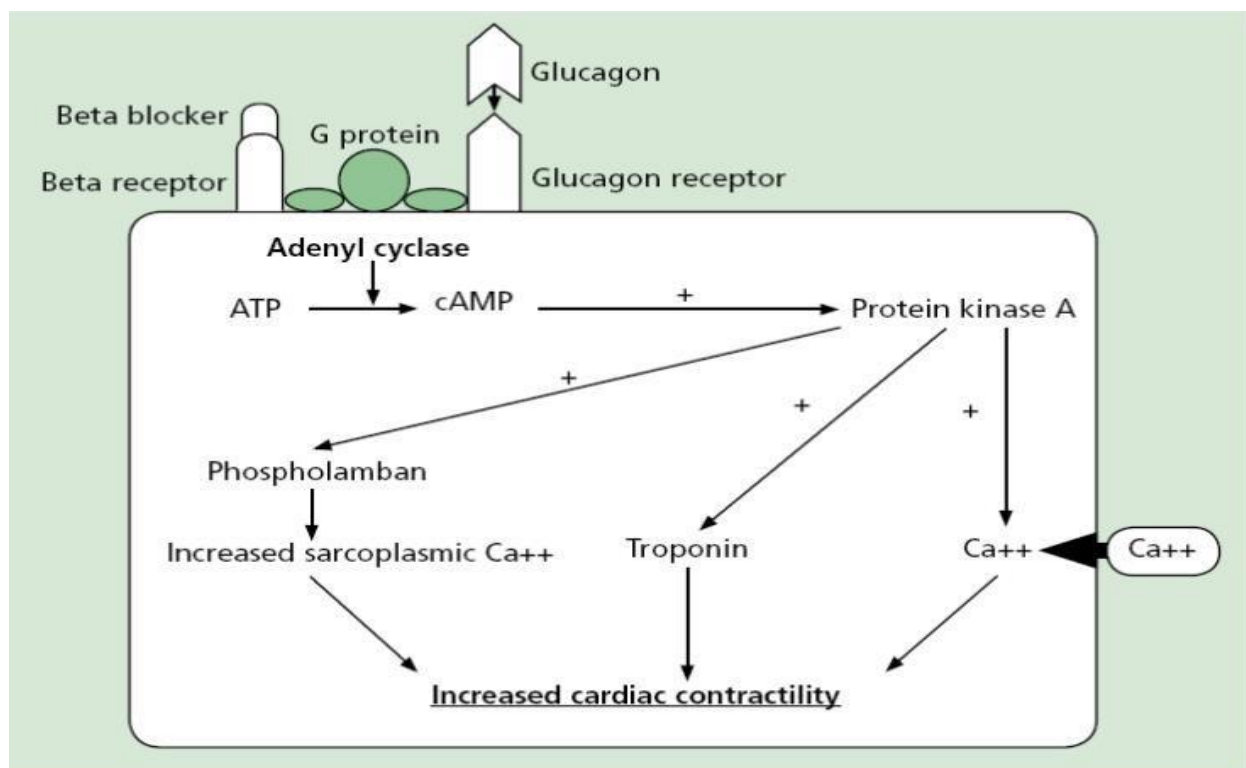 Glucagon
Beta blocker
G protein
Beta receptor
Glucagon receptor
Adenyl cyclase
ATP
cAMP
+
Protein kinase A
+
+
+
Phospholamban
Increased sarcoplasmic Ca++
Troponin
Ca++
Ca++
Increased cardiac contractility